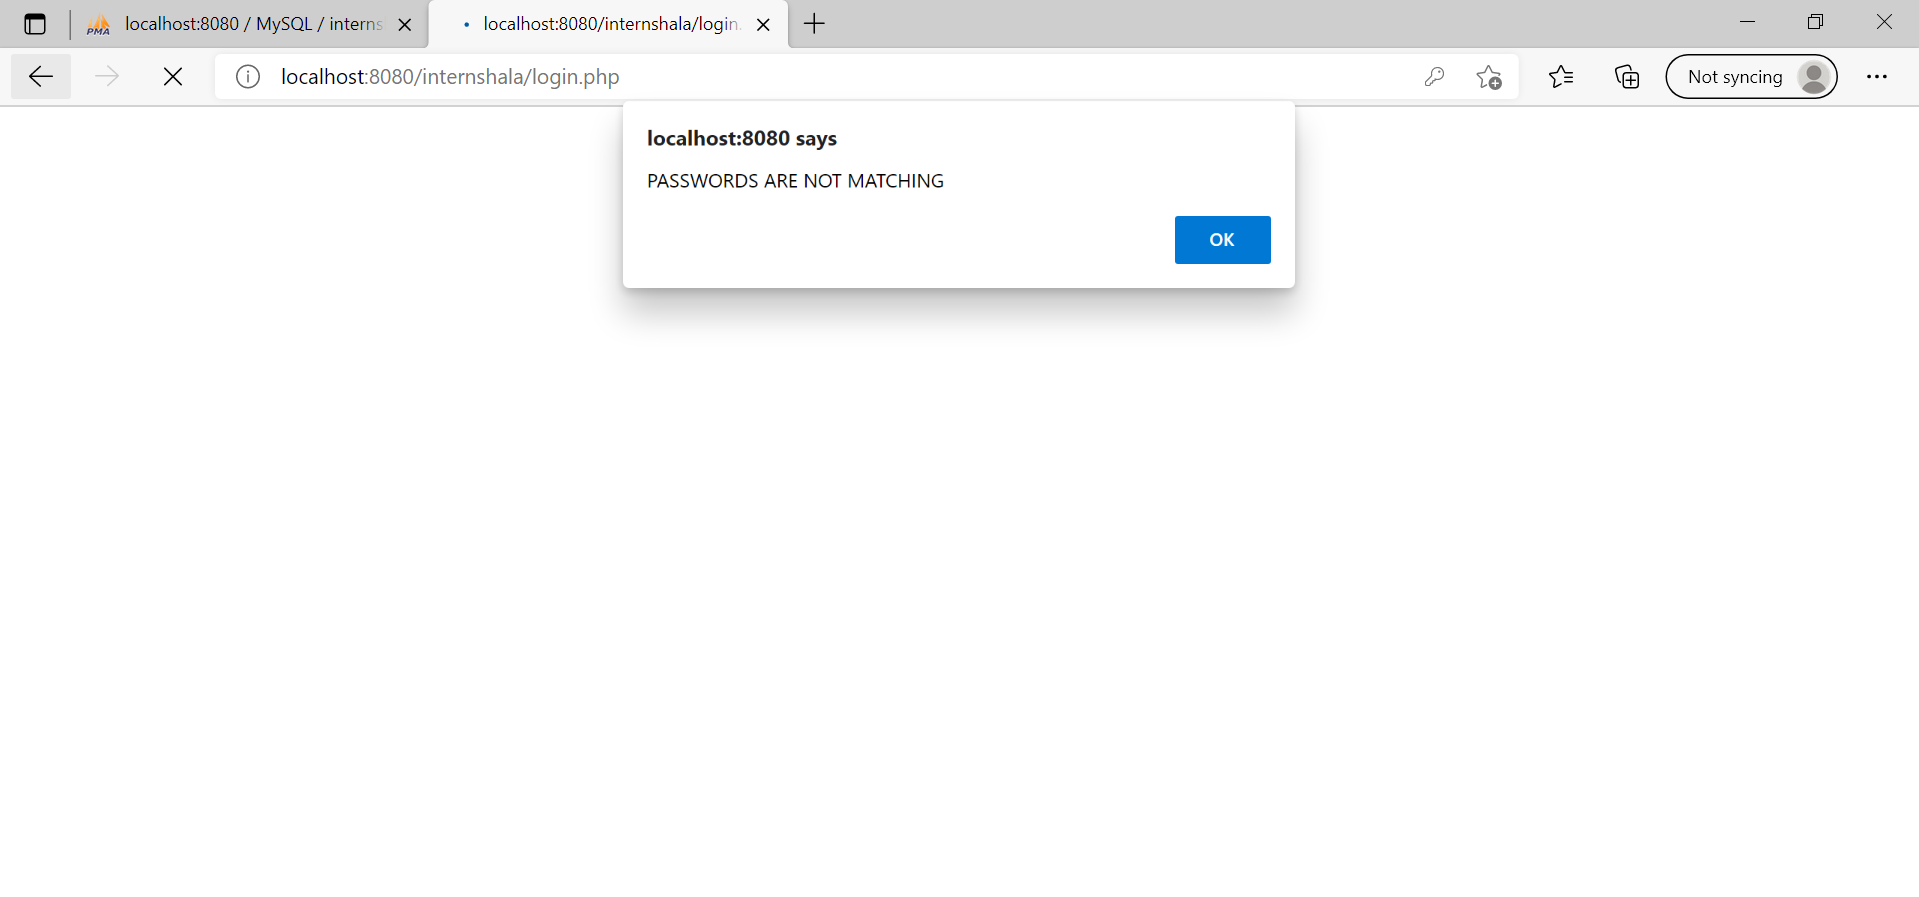 localhost:8080 / MySQL / interns
localhost:8080/internshala/login.
localhost:8080/internshala/login.php
Not syncing
PMA
localhost:8080 says
PASSWORDS ARE NOT MATCHING
OK